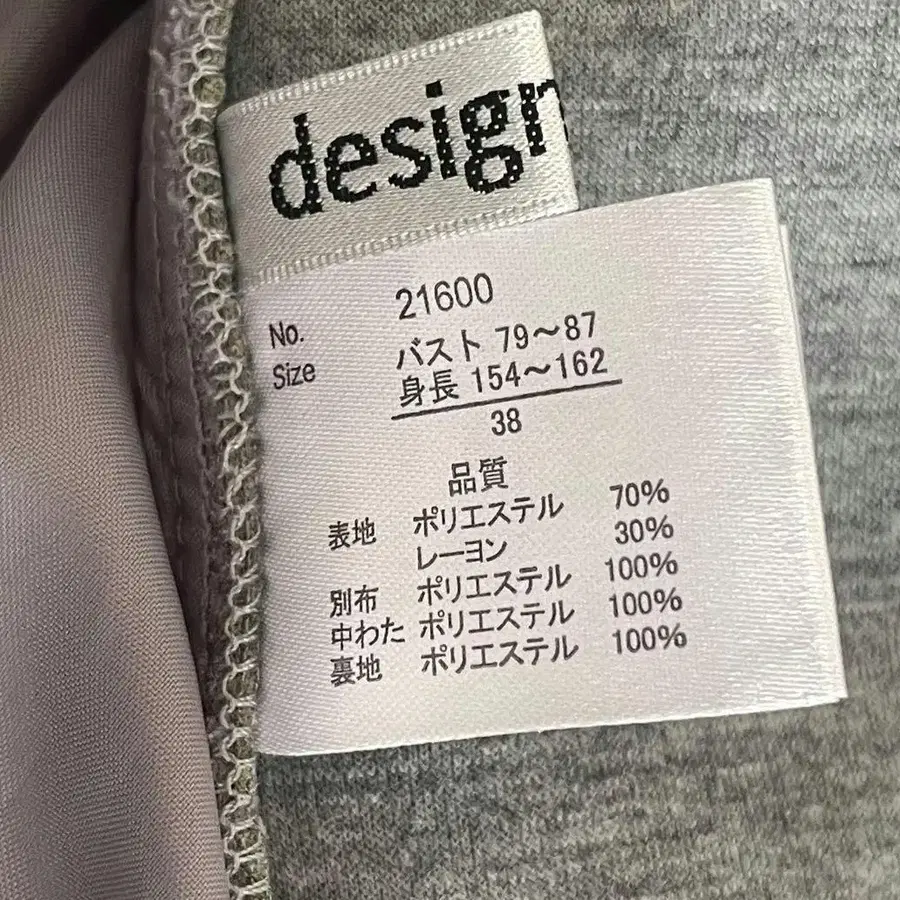 design
No. 21600
Size バスト 79～87
身長 154～162
38
品質
表地 ポリエステル 70%
レーヨン 30%
別布 ポリエステル 100%
中わた ポリエステル 100%
裏地 ポリエステル 100%